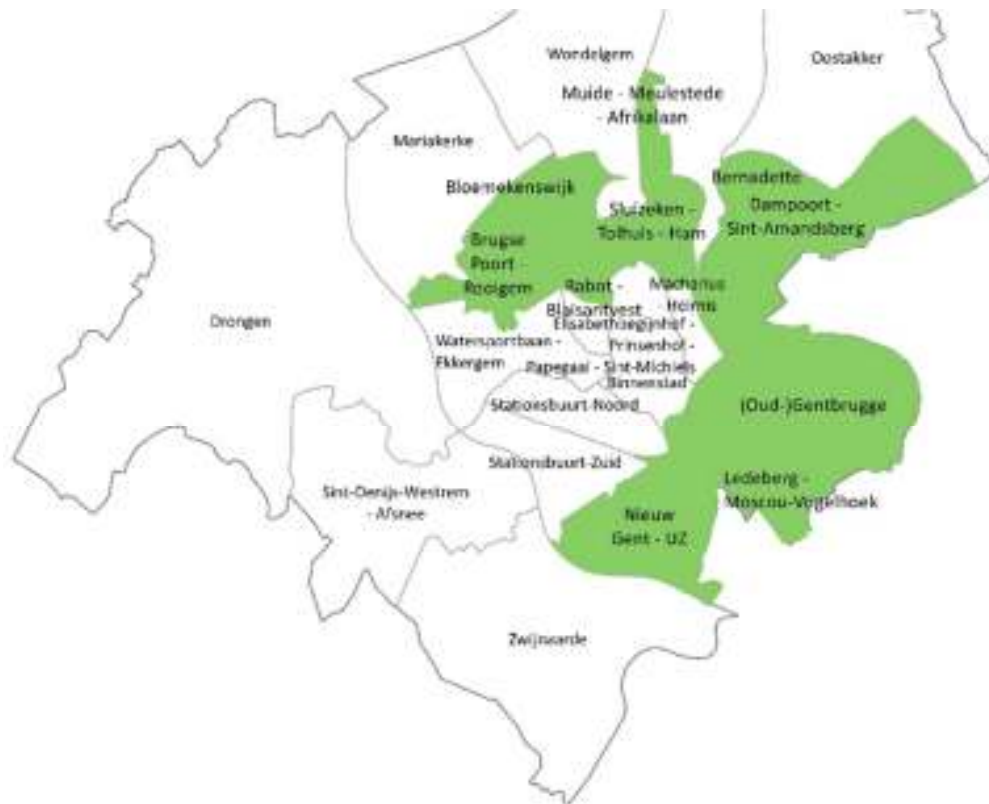 Wondelgem
Oostakker
Muide - Meulestede
- Afrikalaan
Mariakerke
Bernadette
Bloemekenswijk
Dampoort -
Sint-Amandsberg
Sluizeken -
Tolhuis - Ham
Brugse
Poort -
Rooigem
Rabot -
Blaisantvest
Macharius
- Heirnis
Drongen
Elisabethbegijnhof -
Prinsenhof -
Papegaai - Sint-Michiels
Binnenstad
Watersportbaan -
Ekkergem
Stationsbuurt-Noord
(Oud-)Gentbrugge
Stationsbuurt-Zuid
Ledeberg -
Moscou-Vogelhoek
Sint-Denijs-Westrem
- Afsnee
Nieuw
Gent - UZ
Zwijnaarde